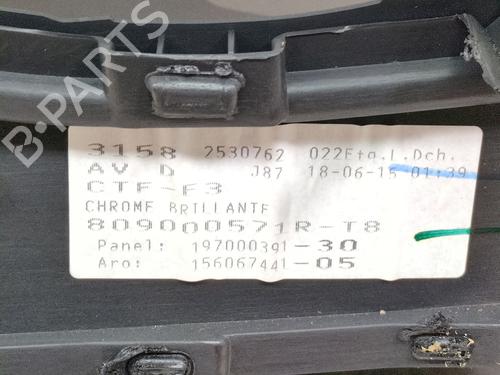 B-PARTS
3158 2530762 022Etq.I.Dch.
AV D J87 18-06-15 01:39
CTF-F3
CHROME BRILLANTE
809000571R-T8
Panel: 197000391-30
Aro: 156067441-05